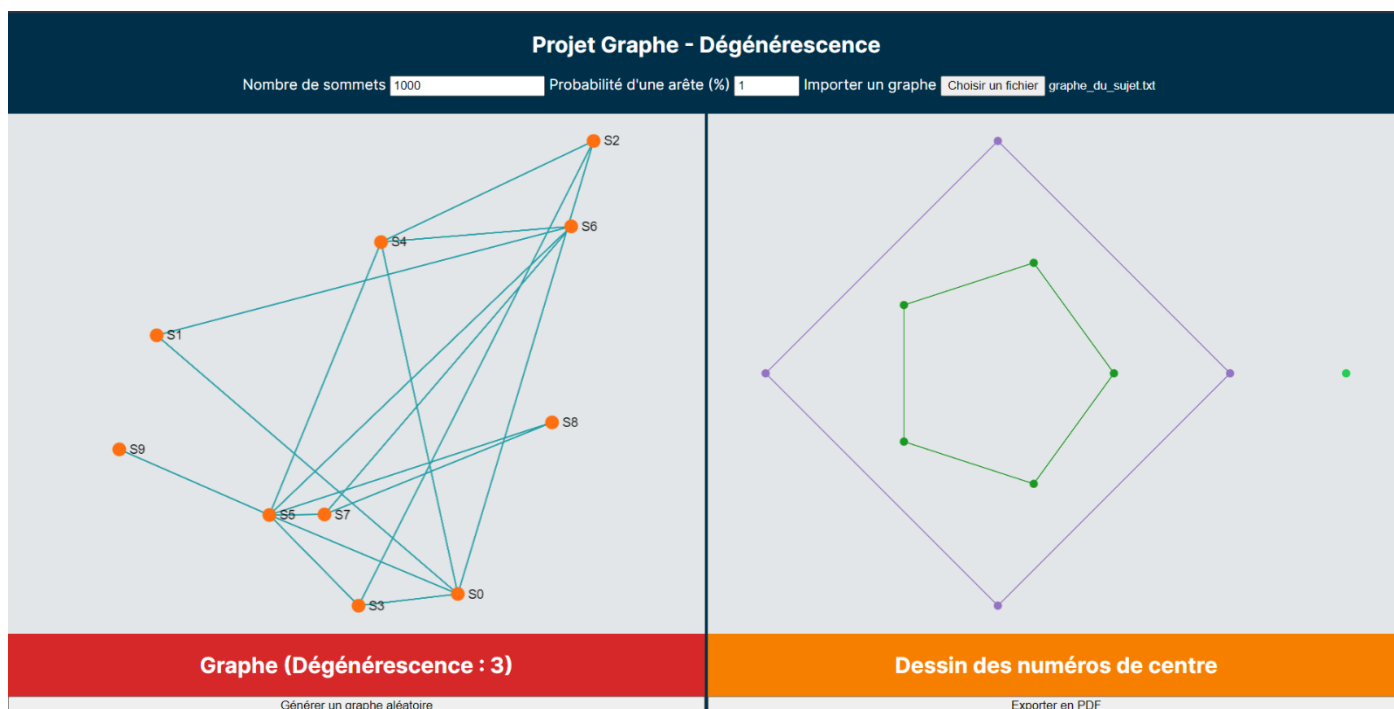 Projet Graphe - Dégénérescence
Nombre de sommets 1000 Probabilité d'une arête (%) 1 Importer un graphe Choisir un fichier graphe_du_sujet.txt
S2
S6
S4
S1
S8
S9
S5 S7
S0
S3
Graphe (Dégénérescence : 3) Dessin des numéros de centre
Générer un graphe aléatoire Exporter en PDF